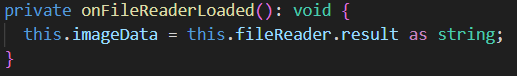 private onFileReaderLoaded(): void {
  this.imageData = this.fileReader.result as string;
}